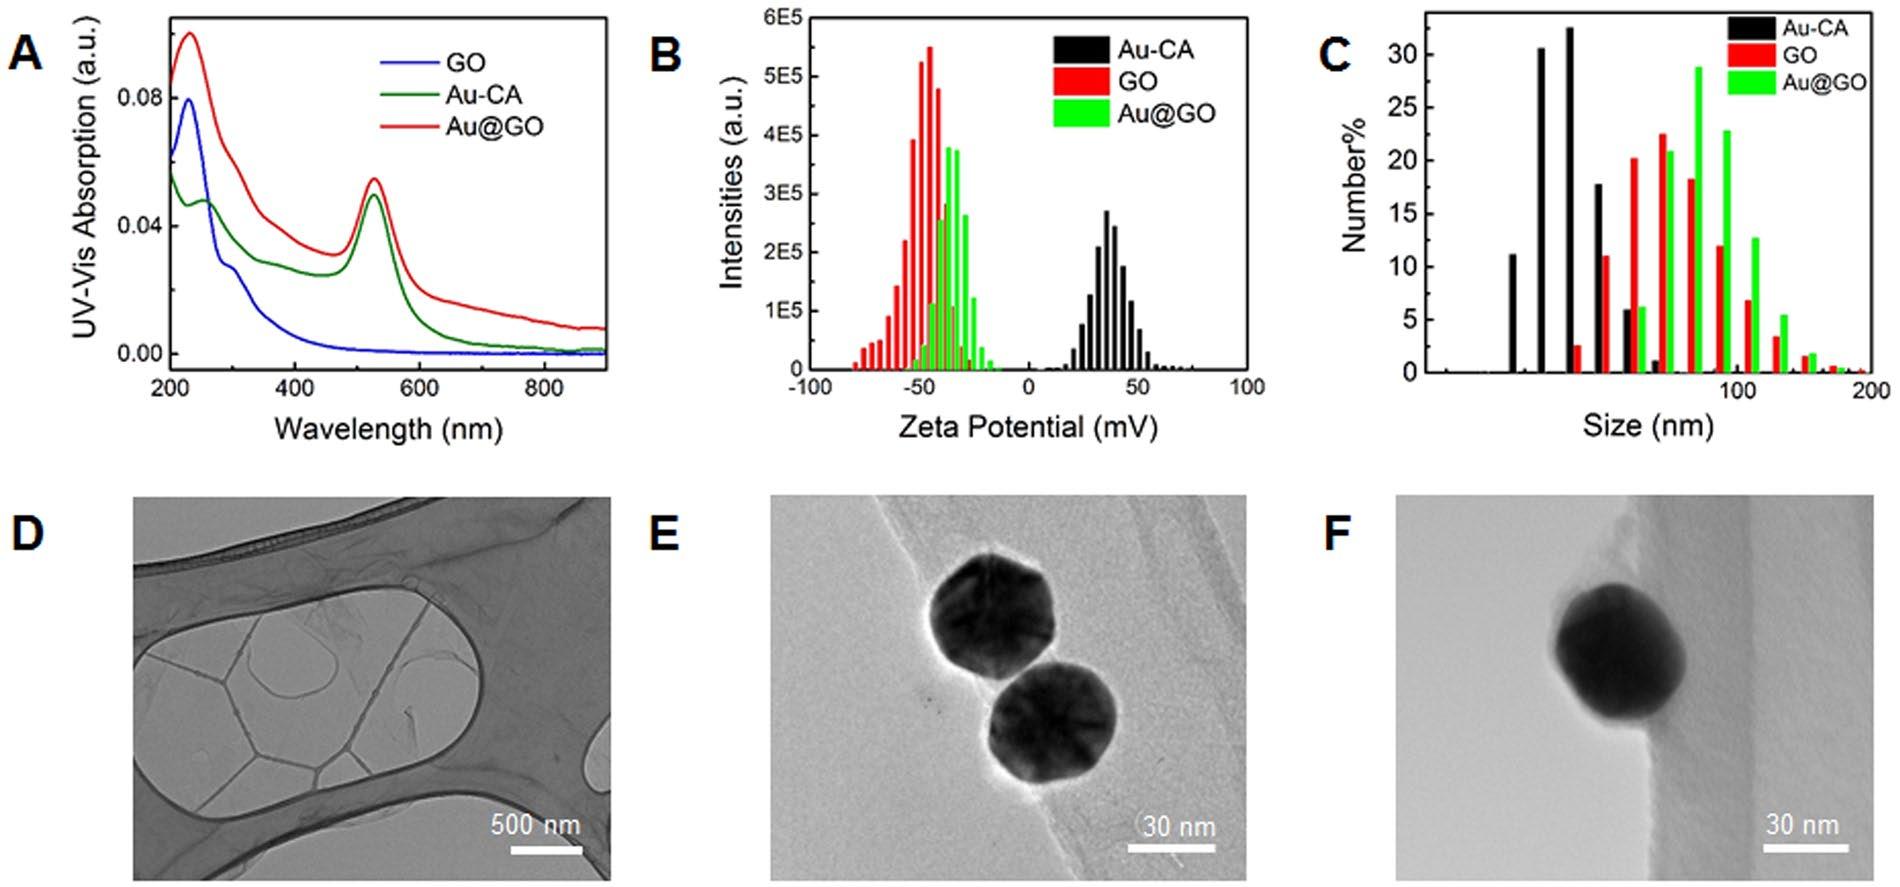 A
UV-Vis Absorption (a.u.)
0.08
0.04
0.00
200
400
600
800
Wavelength (nm)
GO
Au-CA
Au@GO
B
Intensities (a.u.)
6E5
5E5
4E5
3E5
2E5
1E5
0
-100
-50
0
50
100
Zeta Potential (mV)
Au-CA
GO
Au@GO
C
Number%
30
25
20
15
10
5
0
100
200
Size (nm)
Au-CA
GO
Au@GO
D
500 nm
E
30 nm
F
30 nm